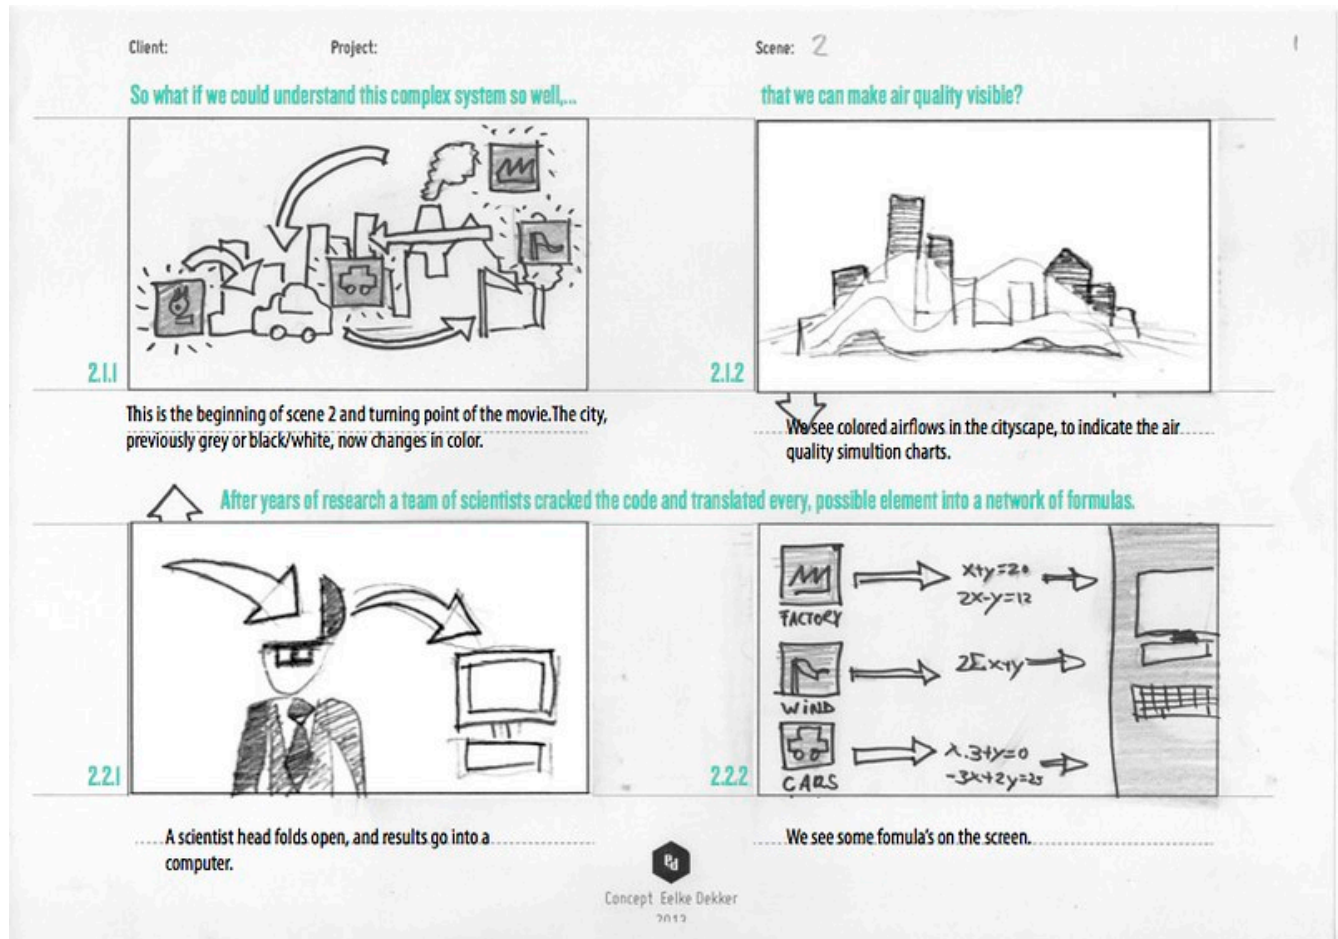 Client:
Project:
Scene: 2
1
So what if we could understand this complex system so well,...
that we can make air quality visible?
2.1.1
2.1.2
This is the beginning of scene 2 and turning point of the movie.The city,
previously grey or black/white, now changes in color.
We see colored airflows in the cityscape, to indicate the air
quality simultion charts.
After years of research a team of scientists cracked the code and translated every, possible element into a network of formulas.
x+y=20
2x-y=12
FACTORY
2Σx+y
WiND
-3x+2y=25
CARS
2.2.1
2.2.2
A scientist head folds open, and results go into a
computer.
We see some fomula's on the screen.
ed
Concept Eelke Dekker